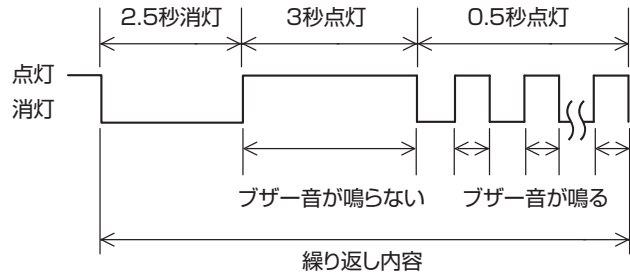 2.5秒消灯
3秒点灯
0.5秒点灯
点灯
消灯
ブザー音が鳴らない
ブザー音が鳴る
繰り返し内容